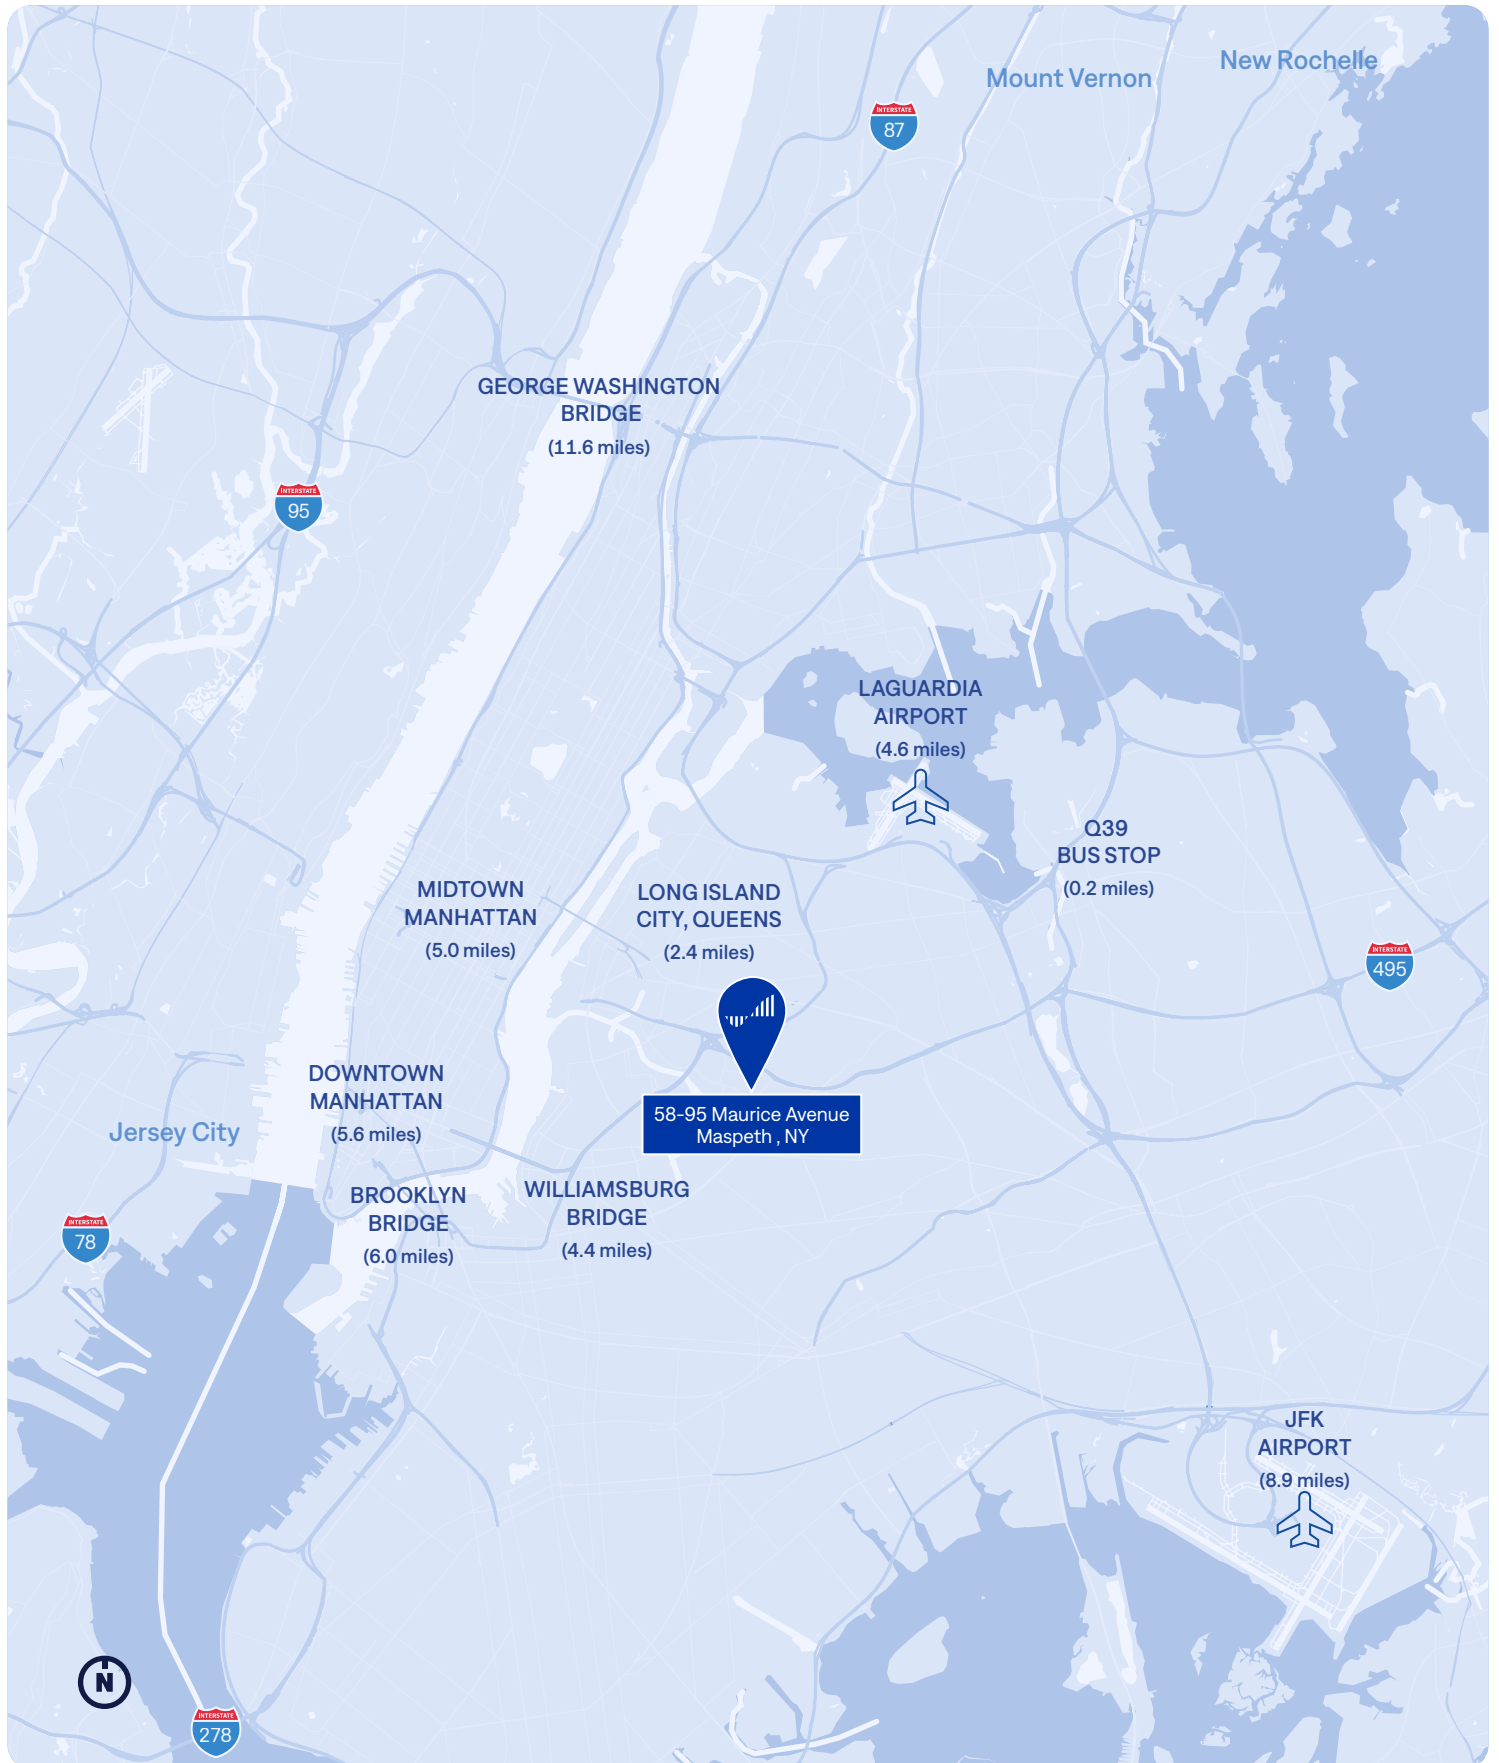 New Rochelle
Mount Vernon
INTERSTATE
87
GEORGE WASHINGTON
BRIDGE
(11.6 miles)
INTERSTATE
95
LAGUARDIA
AIRPORT
(4.6 miles)
Q39
BUS STOP
(0.2 miles)
MIDTOWN
MANHATTAN
(5.0 miles)
LONG ISLAND
CITY, QUEENS
(2.4 miles)
INTERSTATE
495
58-95 Maurice Avenue
Maspeth , NY
DOWNTOWN
MANHATTAN
(5.6 miles)
Jersey City
BROOKLYN
BRIDGE
(6.0 miles)
WILLIAMSBURG
BRIDGE
(4.4 miles)
INTERSTATE
78
JFK
AIRPORT
(8.9 miles)
N
INTERSTATE
278